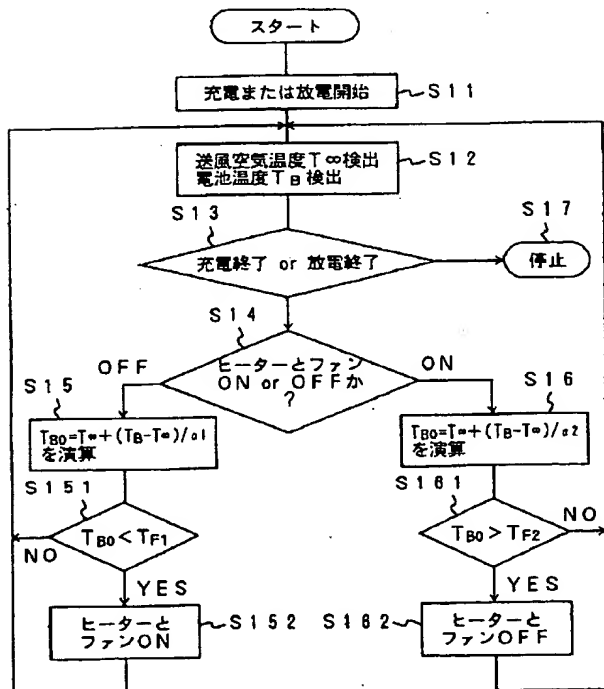 スタート
充電または放電開始
S11
送風空気温度T∞検出
電池温度TB検出
S12
S13
充電終了 or 放電終了
S17
停止
S14
ヒーターとファン
ON or OFFか
?
OFF
ON
S15
TB0=T∞+(TB-T∞)/α1
を演算
S16
TB0=T∞+(TB-T∞)/α2
を演算
S151
TB0<TF1
NO
YES
S161
TB0>TF2
NO
YES
ヒーターと
ファンON
S152
S162
ヒーターと
ファンOFF